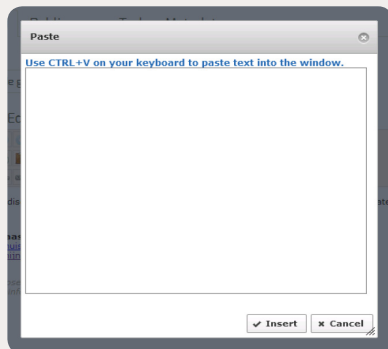 Paste
Use CTRL+V on your keyboard to paste text into the window.
Insert
Cancel